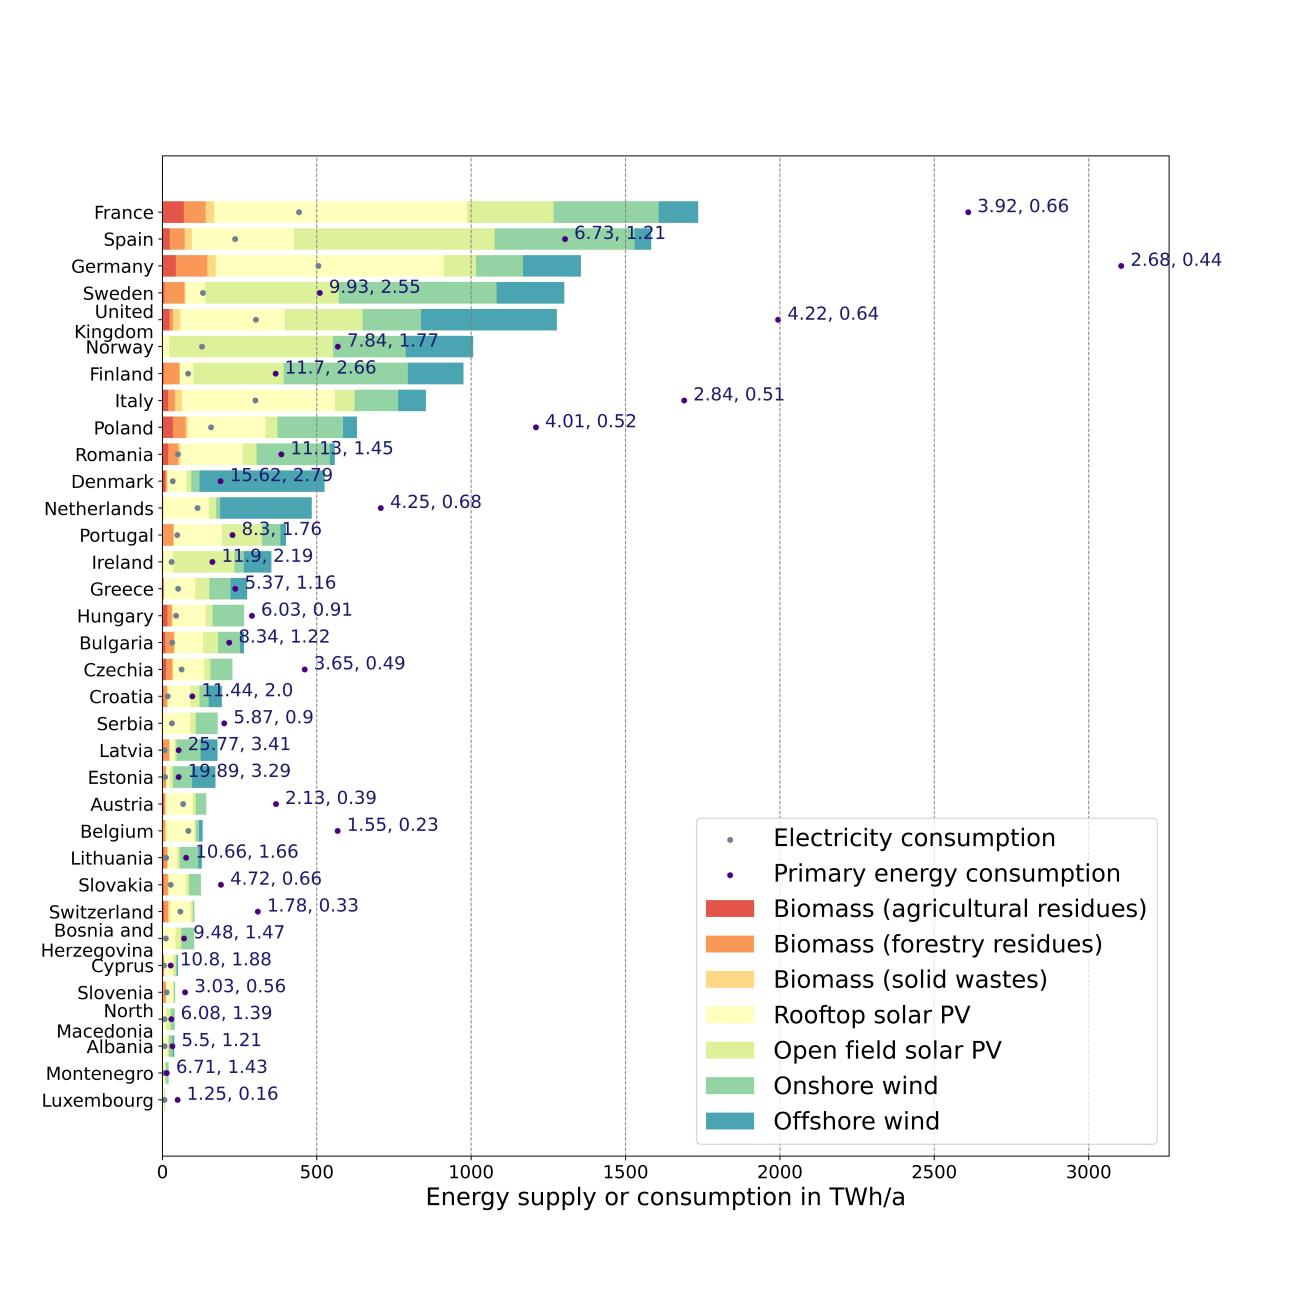 France
3.92, 0.66
Spain
6.73, 1.21
Germany
2.68, 0.44
Sweden
9.93, 2.55
United
Kingdom
4.22, 0.64
Norway
7.84, 1.77
Finland
11.7, 2.66
Italy
2.84, 0.51
Poland
4.01, 0.52
Romania
11.13, 1.45
Denmark
15.62, 2.79
Netherlands
4.25, 0.68
Portugal
8.3, 1.76
Ireland
11.9, 2.19
Greece
5.37, 1.16
Hungary
6.03, 0.91
Bulgaria
8.34, 1.22
Czechia
3.65, 0.49
Croatia
11.44, 2.0
Serbia
5.87, 0.9
Latvia
25.77, 3.41
Estonia
19.89, 3.29
Austria
2.13, 0.39
Belgium
1.55, 0.23
Lithuania
10.66, 1.66
Slovakia
4.72, 0.66
Switzerland
1.78, 0.33
Bosnia and
Herzegovina
9.48, 1.47
Cyprus
10.8, 1.88
Slovenia
3.03, 0.56
North
Macedonia
6.08, 1.39
Albania
5.5, 1.21
Montenegro
6.71, 1.43
Luxembourg
1.25, 0.16
Electricity consumption
Primary energy consumption
Biomass (agricultural residues)
Biomass (forestry residues)
Biomass (solid wastes)
Rooftop solar PV
Open field solar PV
Onshore wind
Offshore wind
0 500 1000 1500 2000 2500 3000
Energy supply or consumption in TWh/a